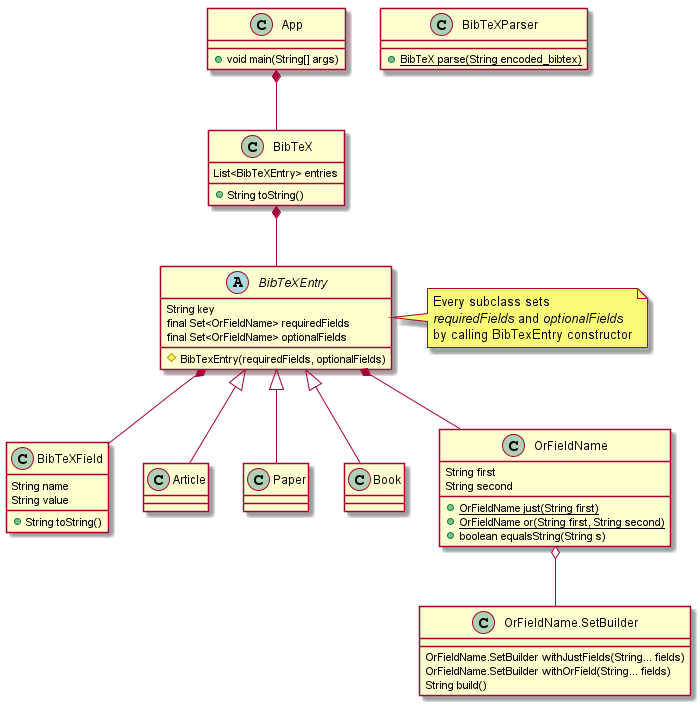 C App
void main(String[] args)
C BibTeXParser
BibTeX parse(String encoded_bibtex)
C BibTeX
List<BibTeXEntry> entries
String toString()
A BibTeXEntry
String key
final Set<OrFieldName> requiredFields
final Set<OrFieldName> optionalFields
BibTexEntry(requiredFields, optionalFields)
Every subclass sets
requiredFields and optionalFields
by calling BibTexEntry constructor
C BibTeXField
String name
String value
String toString()
C Article
C Paper
C Book
C OrFieldName
String first
String second
OrFieldName just(String first)
OrFieldName or(String first, String second)
boolean equalsString(String s)
C OrFieldName.SetBuilder
OrFieldName.SetBuilder withJustFields(String... fields)
OrFieldName.SetBuilder withOrField(String... fields)
String build()